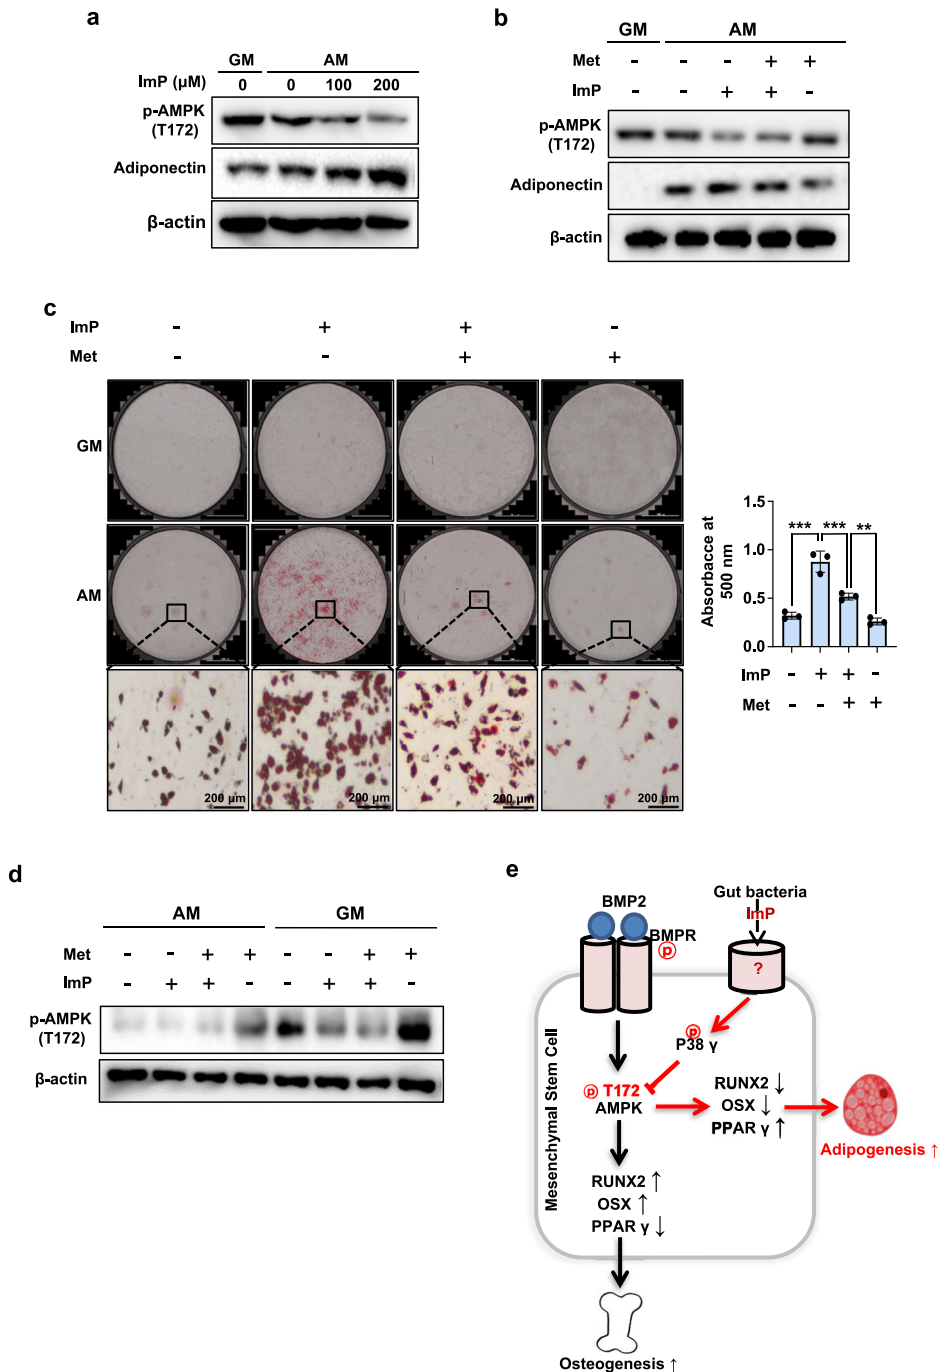 a
GM AM
ImP (μM) 0 0 100 200
p-AMPK
(T172)
Adiponectin
β-actin
b
GM AM
Met - - - + +
ImP - - + + -
p-AMPK
(T172)
Adiponectin
β-actin
c
ImP - + + -
Met - - + +
GM
AM
200 μm 200 μm 200 μm 200 μm
Absorbacce at
500 nm
1.5
1.0
0.5
0.0
*** *** **
ImP - + + -
Met - - + +
d
AM GM
Met - - + + - - + +
ImP - + + - - + + -
p-AMPK
(T172)
β-actin
e
Gut bacteria
ImP
BMP2
BMPR
p
?
Mesenchymal Stem Cell
p
P38 γ
p T172
AMPK
RUNX2 ↓
OSX ↓
PPAR γ ↑
Adipogenesis ↑
RUNX2 ↑
OSX ↑
PPAR γ ↓
Osteogenesis ↑